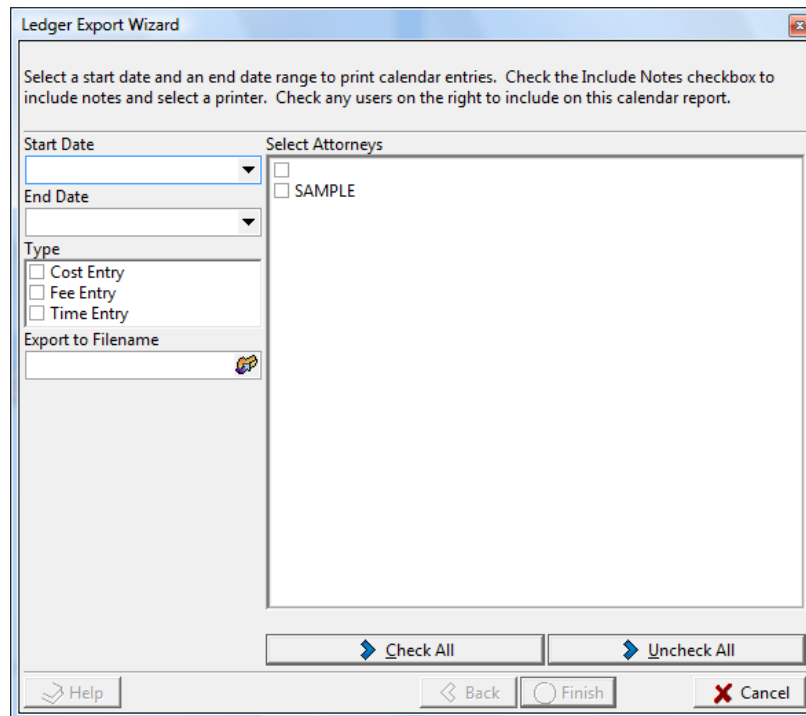 Ledger Export Wizard
Select a start date and an end date range to print calendar entries.  Check the Include Notes checkbox to
include notes and select a printer.  Check any users on the right to include on this calendar report.
Start Date
Select Attorneys
SAMPLE
End Date
Type
Cost Entry
Fee Entry
Time Entry
Export to Filename
Check All
Uncheck All
Help
Back
Finish
Cancel